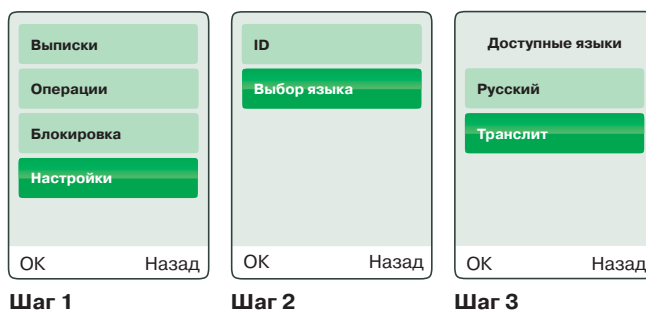 Выписки
Операции
Блокировка
Настройки
OK Назад
Шаг 1
ID
Выбор языка
OK Назад
Шаг 2
Доступные языки
Русский
Транслит
OK Назад
Шаг 3